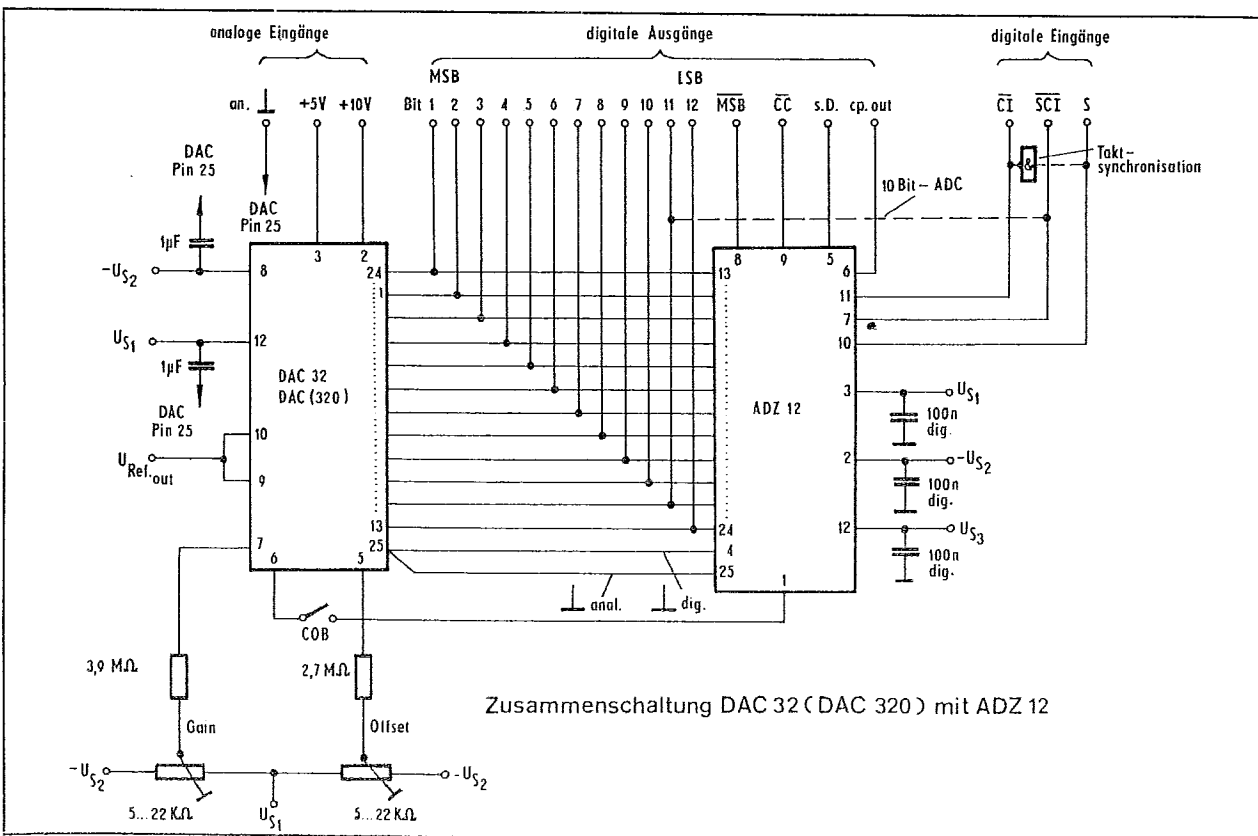 analoge Eingänge
digitale Ausgänge
digitale Eingänge
MSB
LSB
an.
+5V
+10V
Bit 1 2 3 4 5 6 7 8 9 10 11 12
M̅S̅B̅
C̅C̅
s.D.
cp. out
C̅I̅
S̅C̅I̅
S
&
Takt-
synchronisation
10 Bit – ADC
DAC
Pin 25
DAC
Pin 25
1µF
-US2
8
3
2
24
1
13
8
9
5
6
11
7
10
US1
12
1µF
DAC
Pin 25
DAC 32
DAC (320)
ADZ 12
3
US1
100n
dig.
10
URef.out
9
2
-US2
100n
dig.
13
24
12
US3
100n
dig.
7
25
4
25
6
5
1
anal.
dig.
COB
3,9 MΩ
2,7 MΩ
Gain
Offset
Zusammenschaltung DAC 32 ( DAC 320 ) mit ADZ 12
-US2
-US2
5...22 KΩ
US1
5...22 KΩ